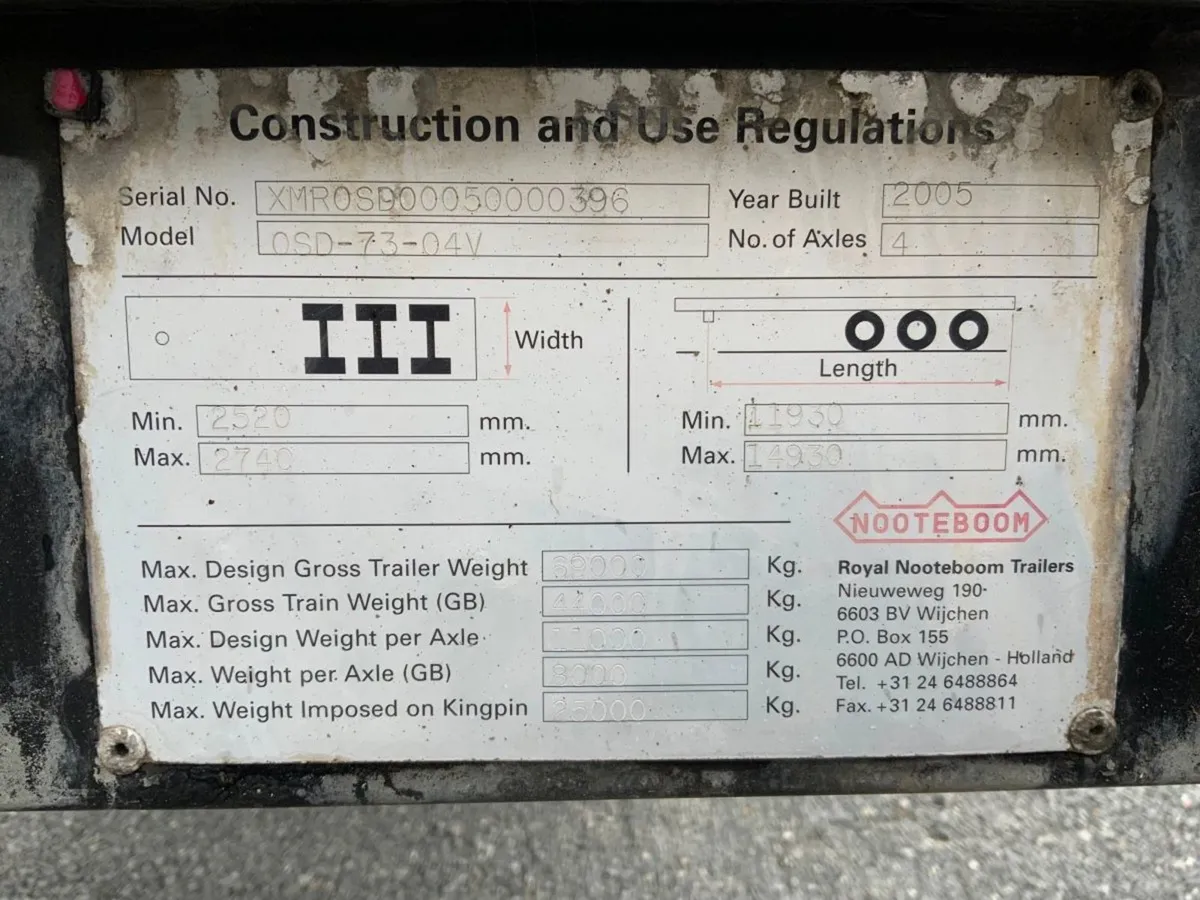 Construction and Use Regulations
Serial No. XMROSD00050000396 Year Built 2005
Model OSD-73-04V No. of Axles 4
Width
Length
Min. 2520 mm. Min. 11930 mm.
Max. 2740 mm. Max. 14930 mm.
NOOTEBOOM
Max. Design Gross Trailer Weight 69000 Kg.
Max. Gross Train Weight (GB) 44000 Kg.
Max. Design Weight per Axle 11000 Kg.
Max. Weight per Axle (GB) 8000 Kg.
Max. Weight Imposed on Kingpin 25000 Kg.
Royal Nooteboom Trailers
Nieuweweg 190
6603 BV Wijchen
P.O. Box 155
6600 AD Wijchen - Holland
Tel. +31 24 6488864
Fax. +31 24 6488811